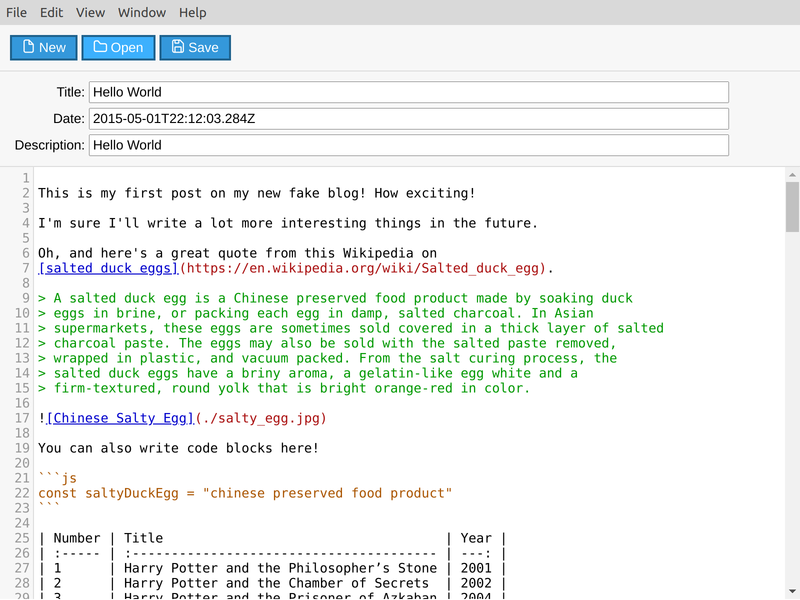 File Edit View Window Help
New Open Save
Title: Hello World
Date: 2015-05-01T22:12:03.284Z
Description: Hello World
1
2 This is my first post on my new fake blog! How exciting!
3
4 I'm sure I'll write a lot more interesting things in the future.
5
6 Oh, and here's a great quote from this Wikipedia on
7 [salted duck eggs](https://en.wikipedia.org/wiki/Salted_duck_egg).
8
9 > A salted duck egg is a Chinese preserved food product made by soaking duck
10 > eggs in brine, or packing each egg in damp, salted charcoal. In Asian
11 > supermarkets, these eggs are sometimes sold covered in a thick layer of salted
12 > charcoal paste. The eggs may also be sold with the salted paste removed,
13 > wrapped in plastic, and vacuum packed. From the salt curing process, the
14 > salted duck eggs have a briny aroma, a gelatin-like egg white and a
15 > firm-textured, round yolk that is bright orange-red in color.
16
17 ![Chinese Salty Egg](./salty_egg.jpg)
18
19 You can also write code blocks here!
20
21 ```js
22 const saltyDuckEgg = "chinese preserved food product"
23 ```
24
25 | Number | Title                                    | Year |
26 | :----- | :--------------------------------------- | ---: |
27 | 1      | Harry Potter and the Philosopher’s Stone | 2001 |
28 | 2      | Harry Potter and the Chamber of Secrets  | 2002 |
29 | 3      | Harry Potter and the Prisoner of Azkaban | 2004 |